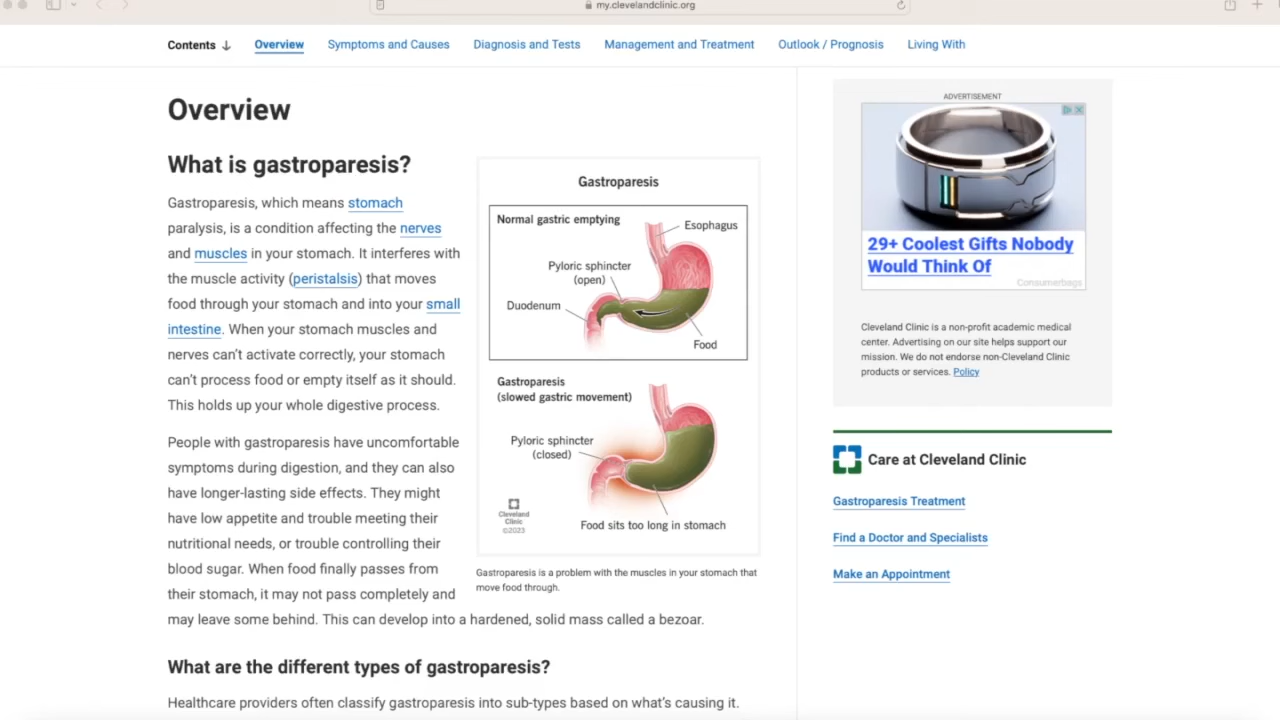 my.clevelandclinic.org
Contents ↓ Overview Symptoms and Causes Diagnosis and Tests Management and Treatment Outlook / Prognosis Living With
Overview
What is gastroparesis?
Gastroparesis, which means stomach
paralysis, is a condition affecting the nerves
and muscles in your stomach. It interferes with
the muscle activity (peristalsis) that moves
food through your stomach and into your small
intestine. When your stomach muscles and
nerves can't activate correctly, your stomach
can't process food or empty itself as it should.
This holds up your whole digestive process.
People with gastroparesis have uncomfortable
symptoms during digestion, and they can also
have longer-lasting side effects. They might
have low appetite and trouble meeting their
nutritional needs, or trouble controlling their
blood sugar. When food finally passes from
their stomach, it may not pass completely and
may leave some behind. This can develop into a hardened, solid mass called a bezoar.
Gastroparesis
Normal gastric emptying
Esophagus
Pyloric sphincter
(open)
Duodenum
Food
Gastroparesis
(slowed gastric movement)
Pyloric sphincter
(closed)
Cleveland
Clinic
©2023
Food sits too long in stomach
Gastroparesis is a problem with the muscles in your stomach that
move food through.
What are the different types of gastroparesis?
Healthcare providers often classify gastroparesis into sub-types based on what's causing it.
ADVERTISEMENT
29+ Coolest Gifts Nobody
Would Think Of
Consumerbags
Cleveland Clinic is a non-profit academic medical
center. Advertising on our site helps support our
mission. We do not endorse non-Cleveland Clinic
products or services. Policy
Care at Cleveland Clinic
Gastroparesis Treatment
Find a Doctor and Specialists
Make an Appointment